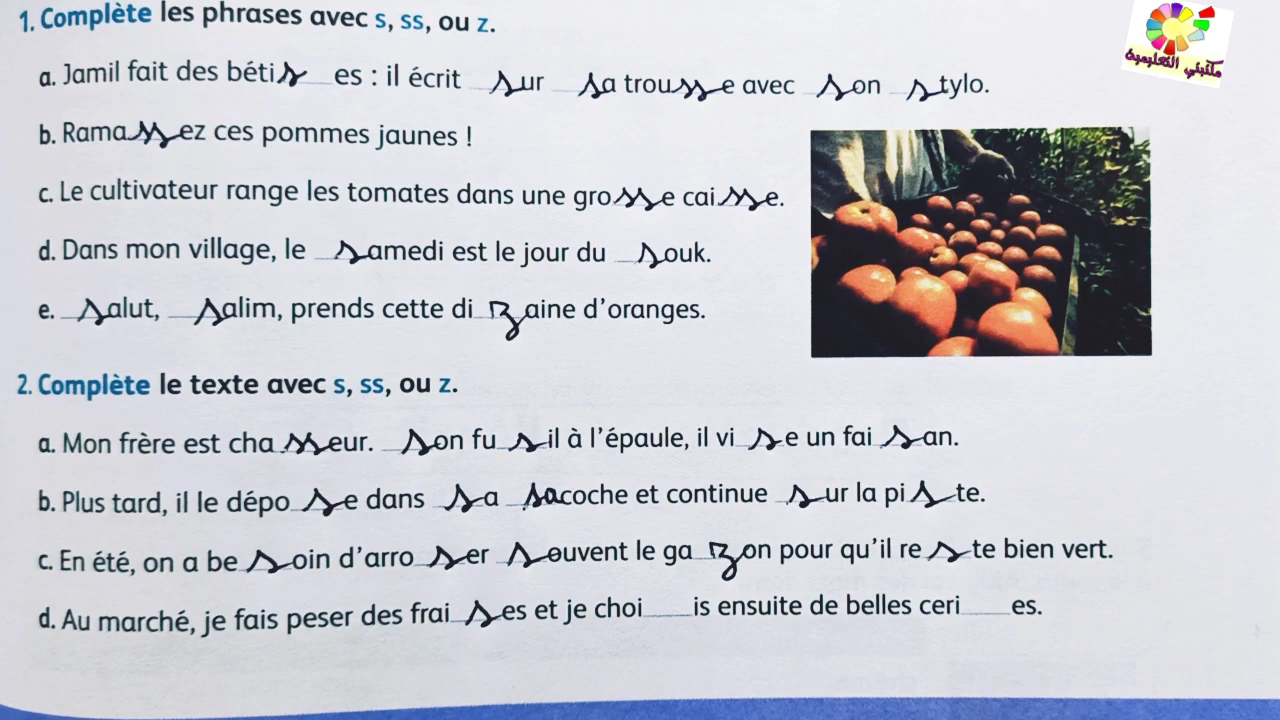 1. Complète les phrases avec s, ss, ou z.
مكتبتي التعليمية
a. Jamil fait des bétis es : il écrit sur sa trousse avec son stylo.
b. Ramassez ces pommes jaunes !
c. Le cultivateur range les tomates dans une grosse caisse.
d. Dans mon village, le samedi est le jour du souk.
e. Salut, Salim, prends cette dizaine d'oranges.
2. Complète le texte avec s, ss, ou z.
a. Mon frère est chasseur. Son fusil à l'épaule, il vise un faisan.
b. Plus tard, il le dépose dans sa sacoche et continue sur la piste.
c. En été, on a besoin d'arroser souvent le gazon pour qu'il reste bien vert.
d. Au marché, je fais peser des fraises et je choi____is ensuite de belles ceri____es.